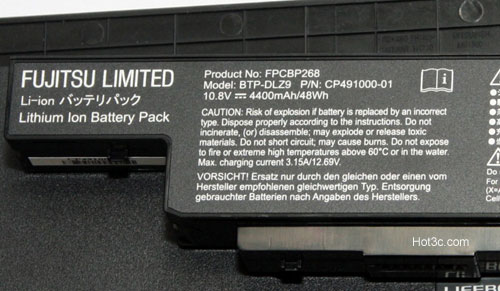 FUJITSU LIMITED
Li-ion バッテリパック
Lithium Ion Battery Pack
Product No: FPCBP268
Model: BTP-DLZ9 P/N: CP491000-01
10.8V ⎓ 4400mAh/48Wh
CAUTION: Risk of explosion if battery is replaced by an incorrect
type. Dispose properly according to the instructions. Do not
incinerate, (or) disassemble; may explode or release toxic
materials. Do not short circuit; may cause burns. Do not expose
to fire or extreme high temperature above 60°C or in the water.
Max. charging current 3.15A/12.69V.
VORSICHT! Ersatz nur durch den gleichen oder einen vom
Hersteller empfohlenen gleichwertigen Typ. Entsorgung
gebrauchter Batterien nach Angaben des Herstellers.
Hot3c.com